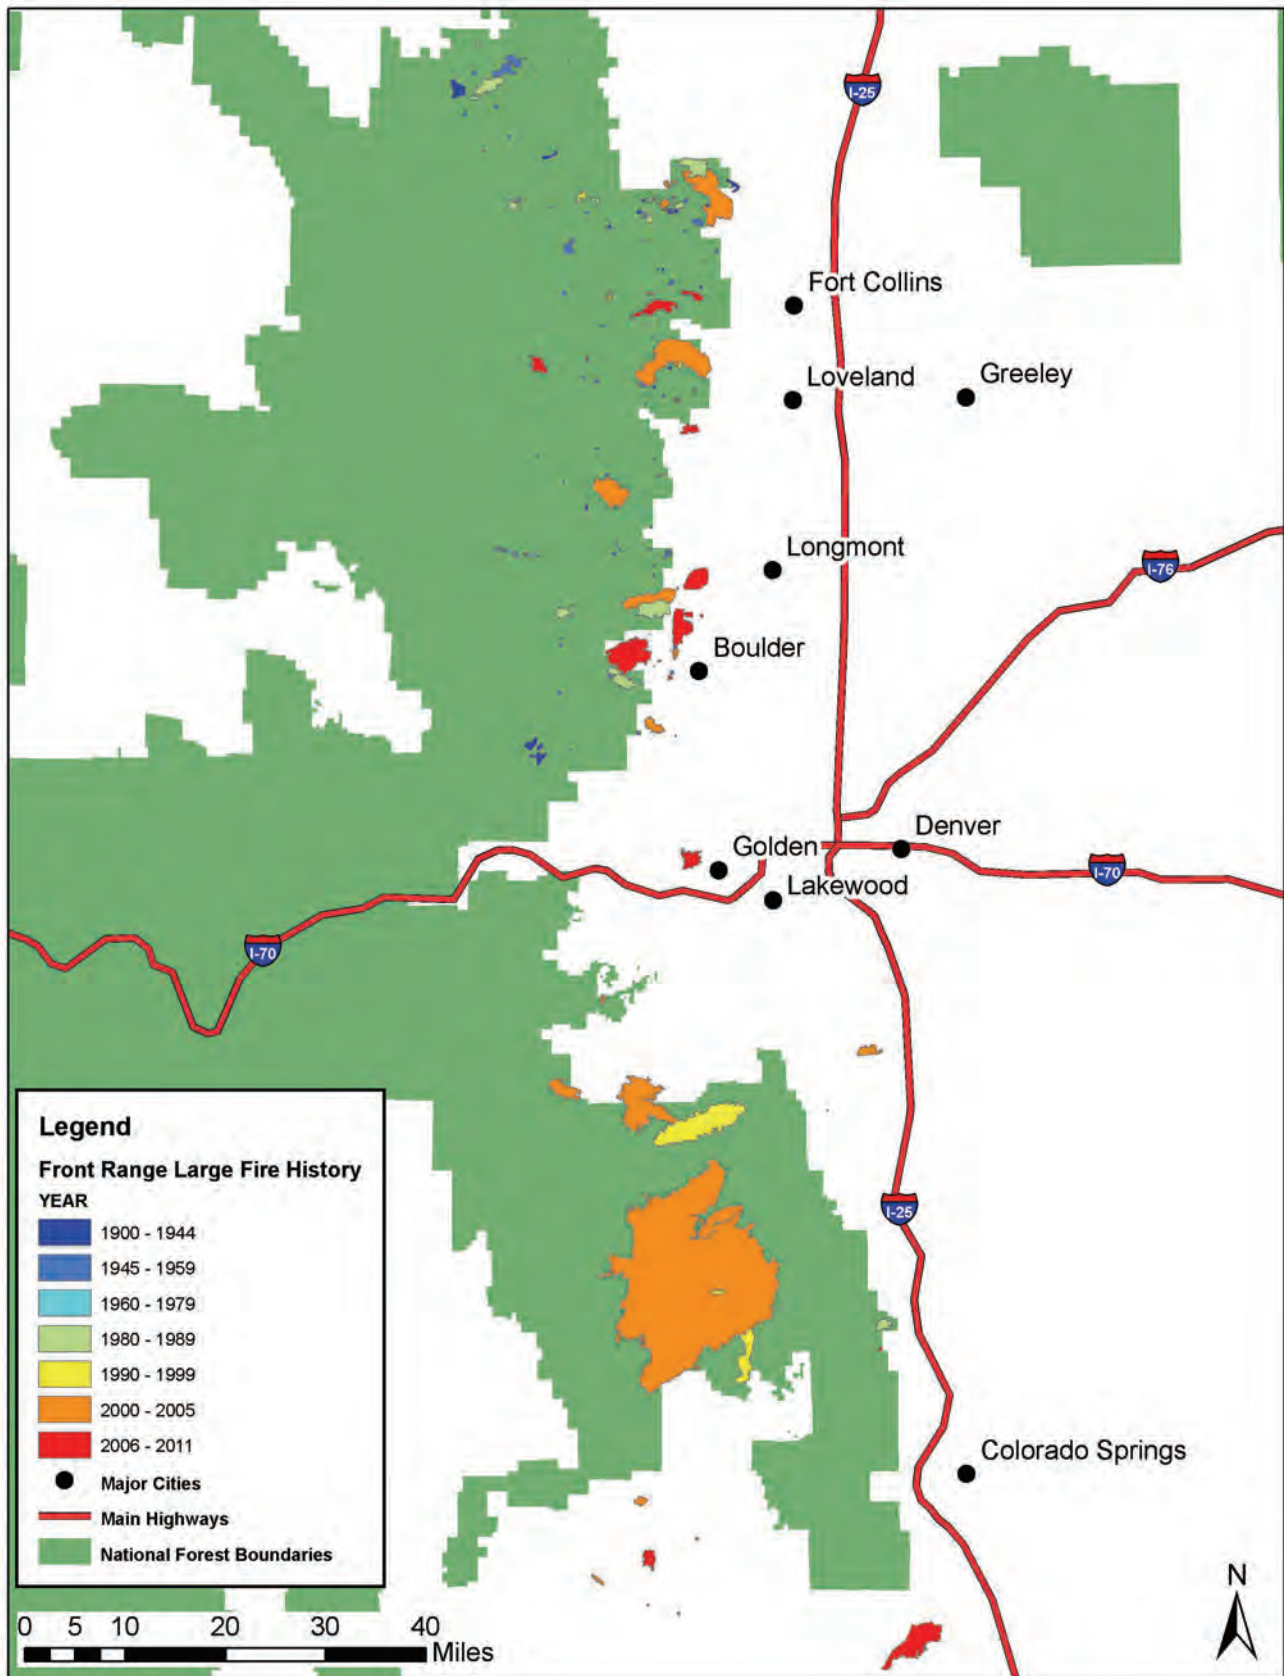 I-25
Fort Collins
Loveland
Greeley
Longmont
I-76
Boulder
Denver
Golden
I-70
Lakewood
I-70
Legend
Front Range Large Fire History
YEAR
1900 - 1944
1945 - 1959
1960 - 1979
1980 - 1989
1990 - 1999
2000 - 2005
2006 - 2011
Major Cities
Main Highways
National Forest Boundaries
I-25
Colorado Springs
N
0 5 10 20 30 40
Miles